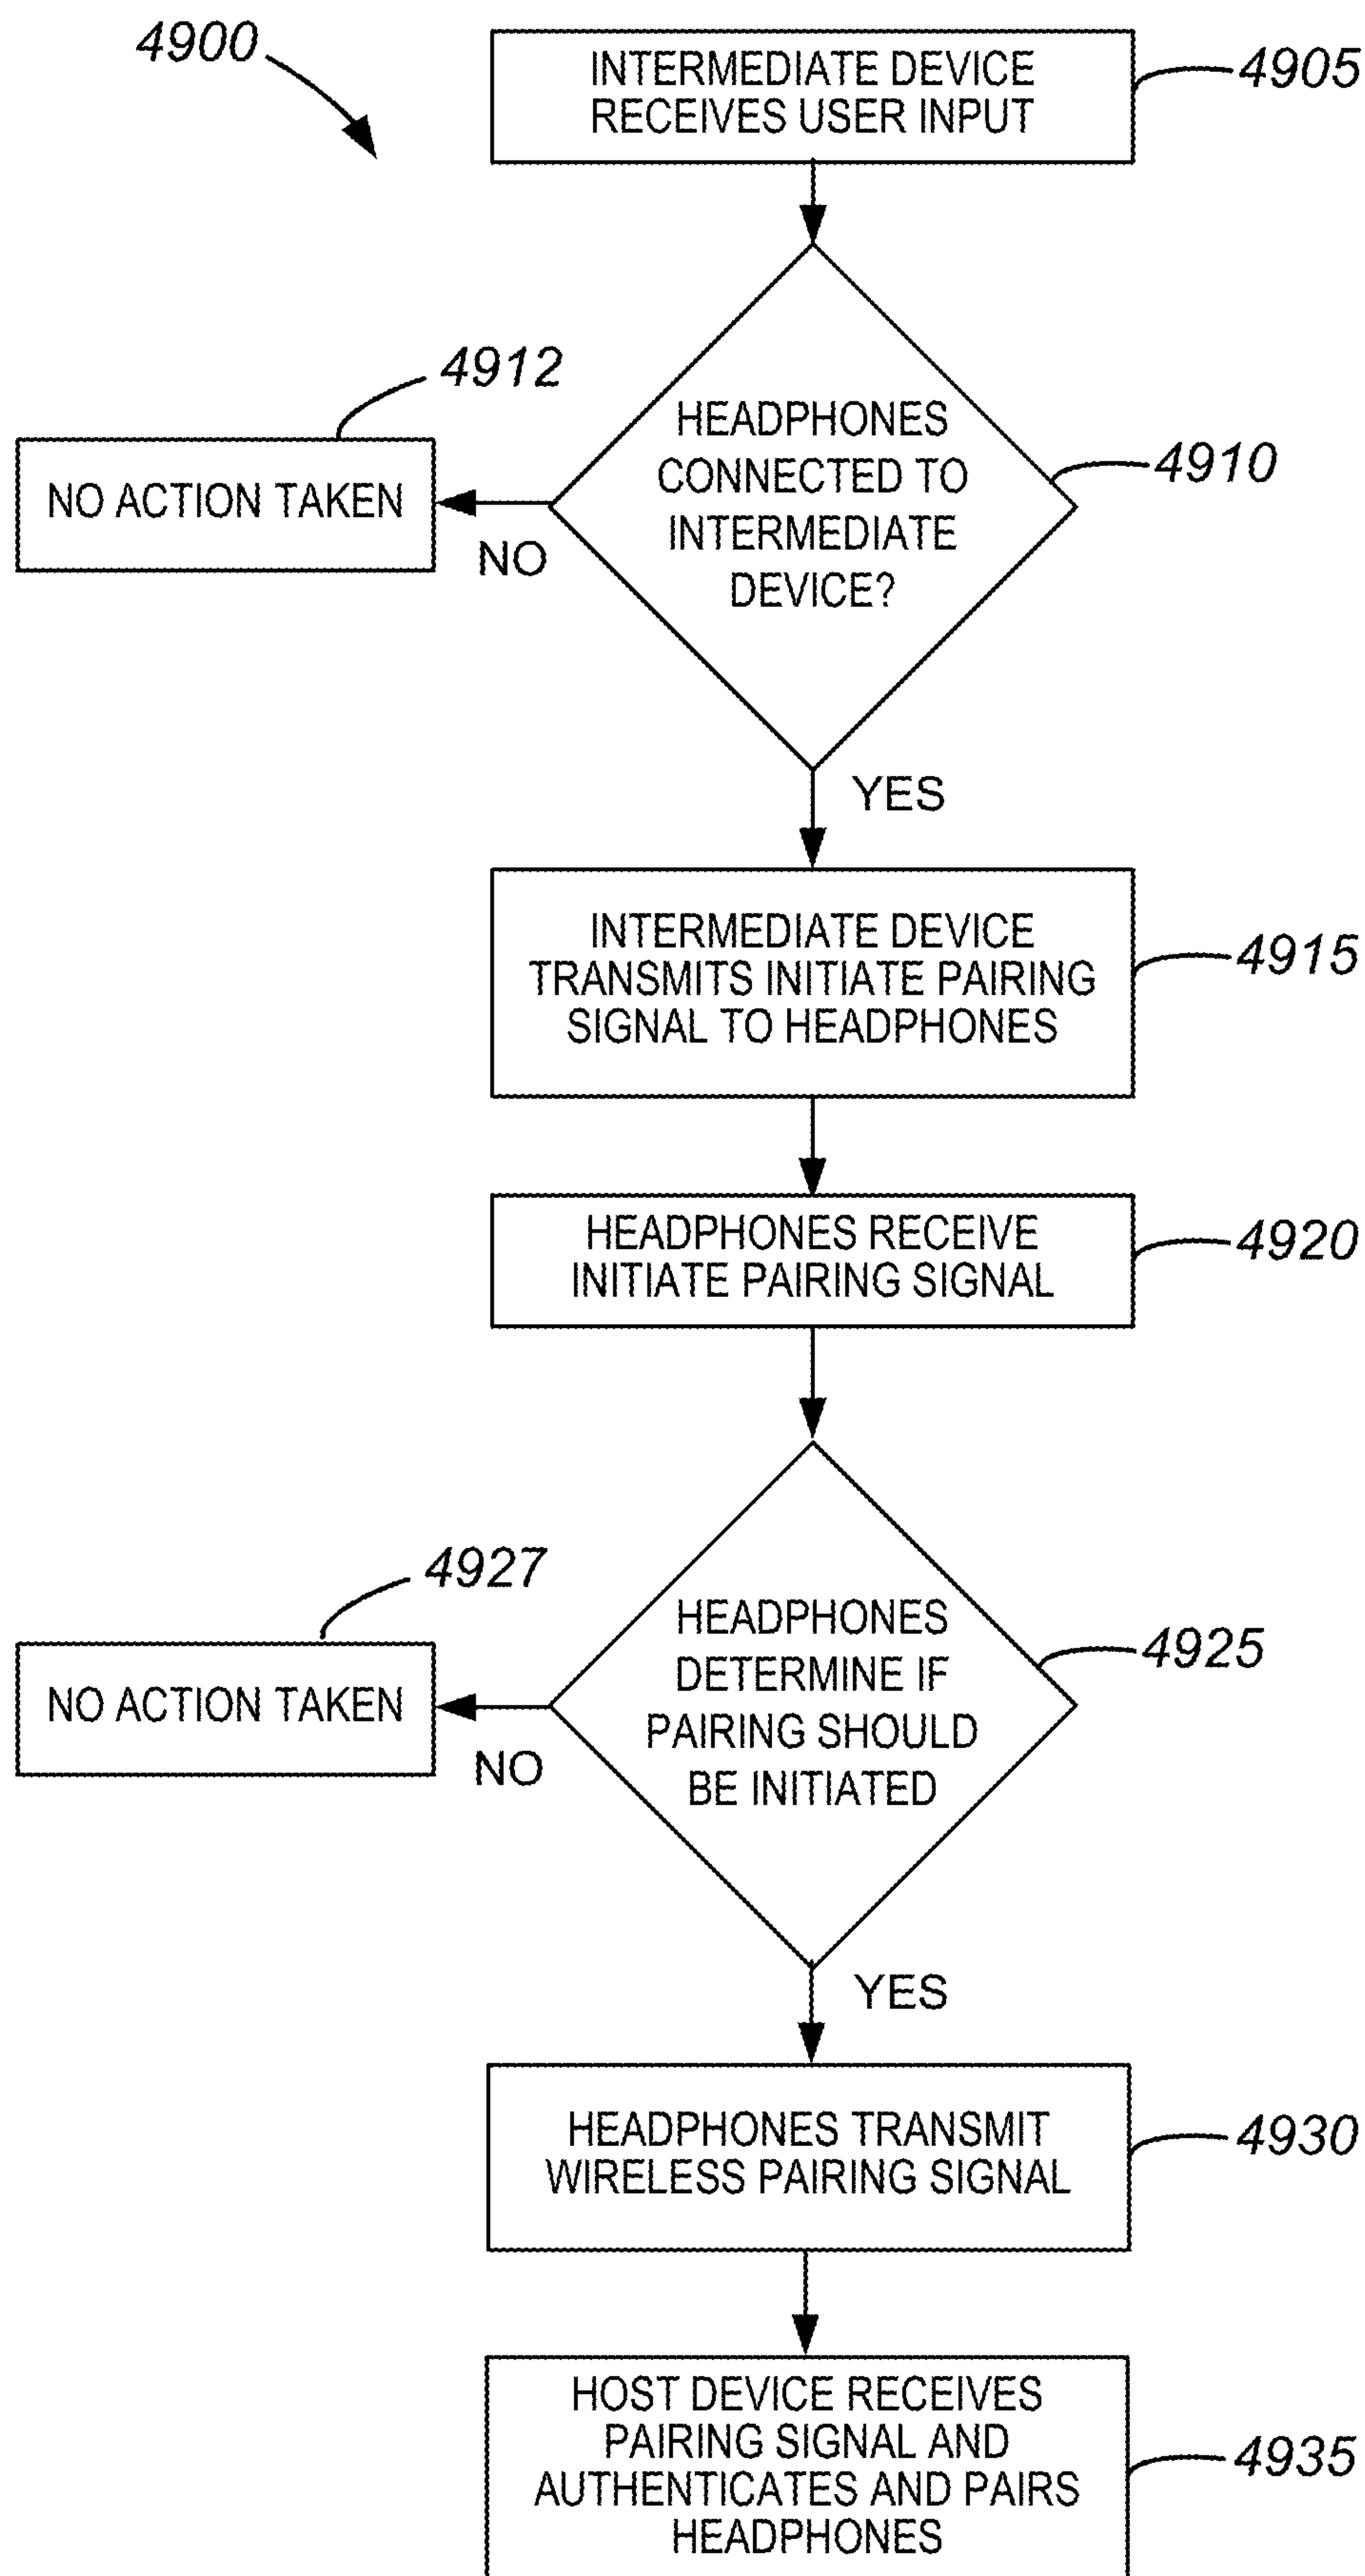 4900
INTERMEDIATE DEVICE
RECEIVES USER INPUT
4905
HEADPHONES
CONNECTED TO
INTERMEDIATE
DEVICE?
4910
4912
NO ACTION TAKEN
NO
YES
INTERMEDIATE DEVICE
TRANSMITS INITIATE PAIRING
SIGNAL TO HEADPHONES
4915
HEADPHONES RECEIVE
INITIATE PAIRING SIGNAL
4920
HEADPHONES
DETERMINE IF
PAIRING SHOULD
BE INITIATED
4925
4927
NO ACTION TAKEN
NO
YES
HEADPHONES TRANSMIT
WIRELESS PAIRING SIGNAL
4930
HOST DEVICE RECEIVES
PAIRING SIGNAL AND
AUTHENTICATES AND PAIRS
HEADPHONES
4935